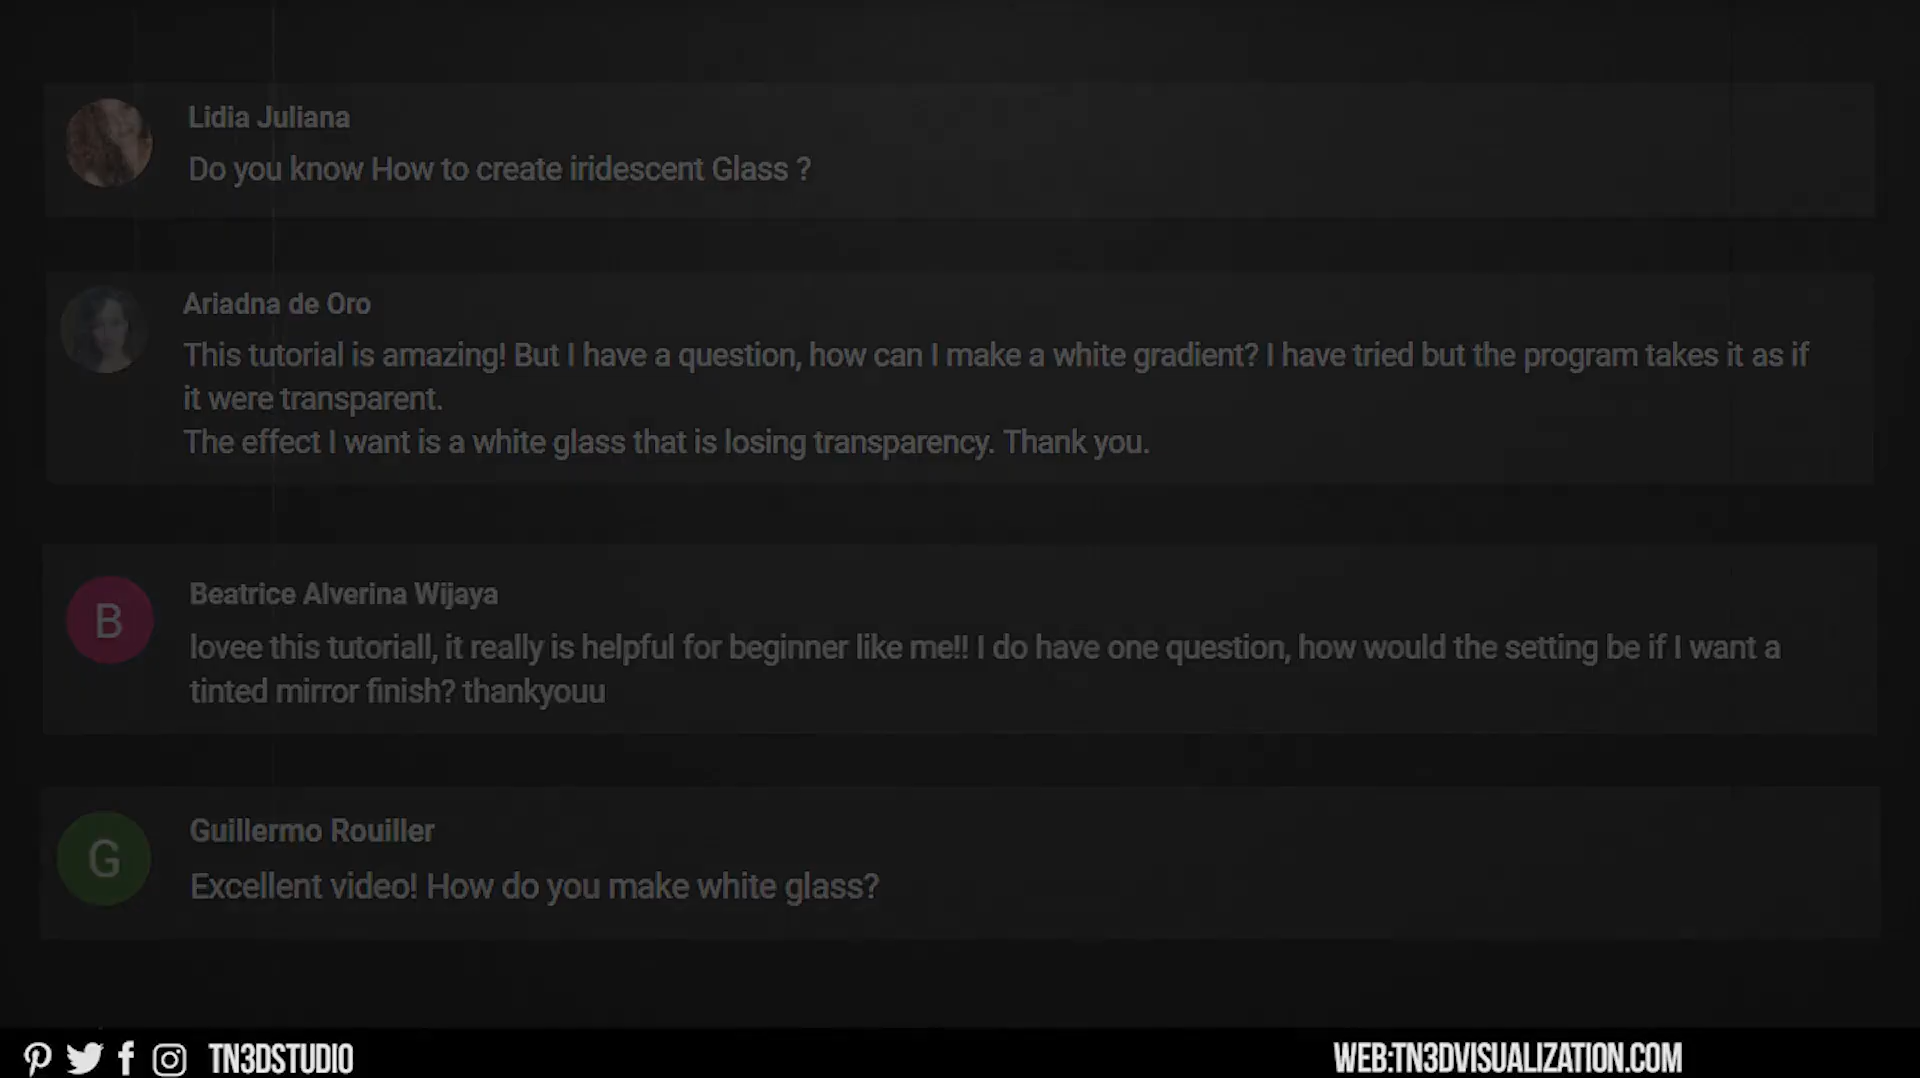 Lidia Juliana
Do you know How to create iridescent Glass ?
Ariadna de Oro
This tutorial is amazing! But I have a question, how can I make a white gradient? I have tried but the program takes it as if
it were transparent.
The effect I want is a white glass that is losing transparency. Thank you.
B
Beatrice Alverina Wijaya
lovee this tutoriall, it really is helpful for beginner like me!! I do have one question, how would the setting be if I want a
tinted mirror finish? thankyouu
G
Guillermo Rouiller
Excellent video! How do you make white glass?
TN3DSTUDIO
WEB:TN3DVISUALIZATION.COM